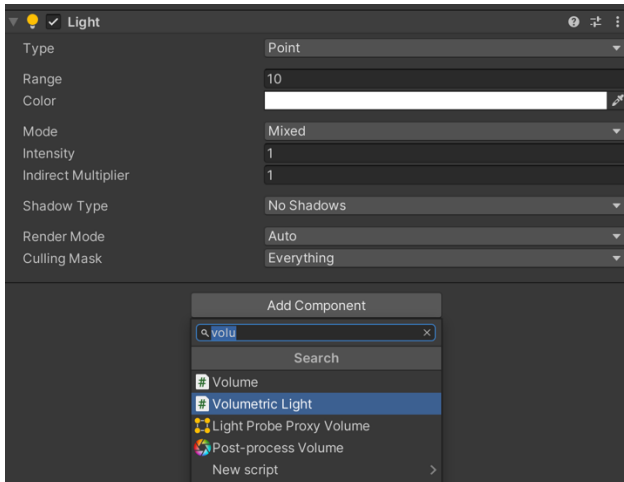 Light
Type Point
Range 10
Color
Mode Mixed
Intensity 1
Indirect Multiplier 1
Shadow Type No Shadows
Render Mode Auto
Culling Mask Everything
Add Component
volu
Search
# Volume
# Volumetric Light
Light Probe Proxy Volume
Post-process Volume
New script